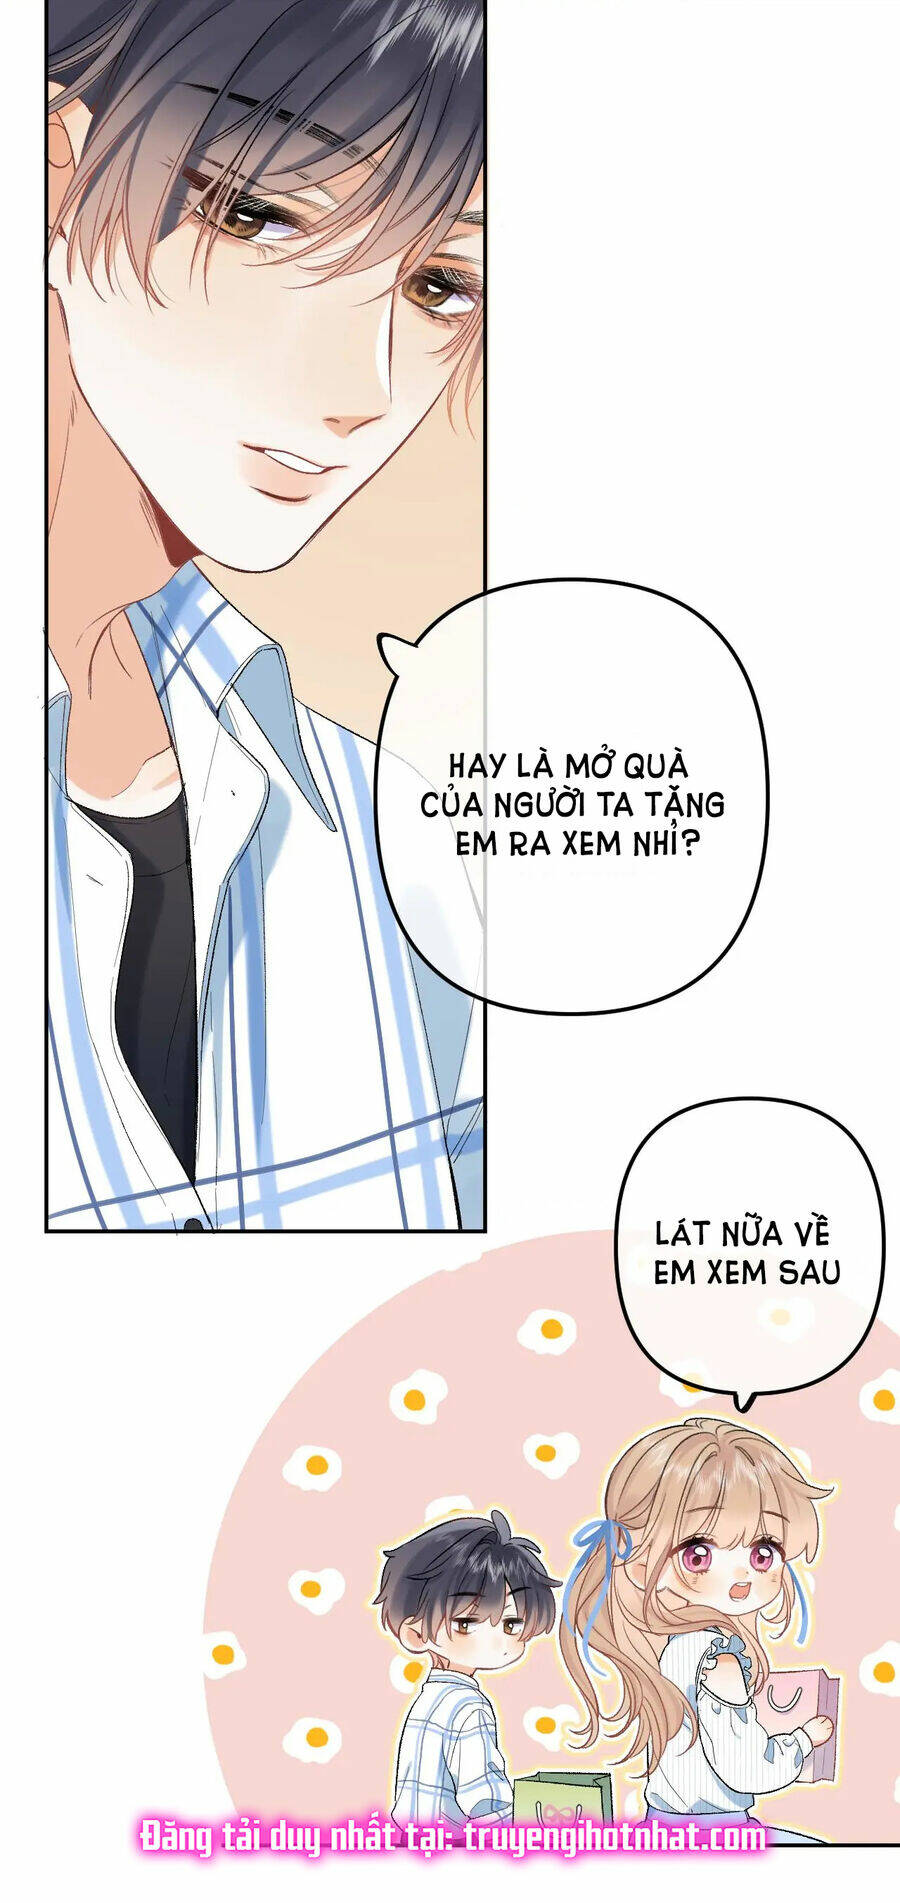 HAY LÀ MỞ QUÀ
CỦA NGƯỜI TA TẶNG
EM RA XEM NHỈ?
LÁT NỮA VỀ
EM XEM SAU
Đăng tải duy nhất tại: truyengihotnhat.com